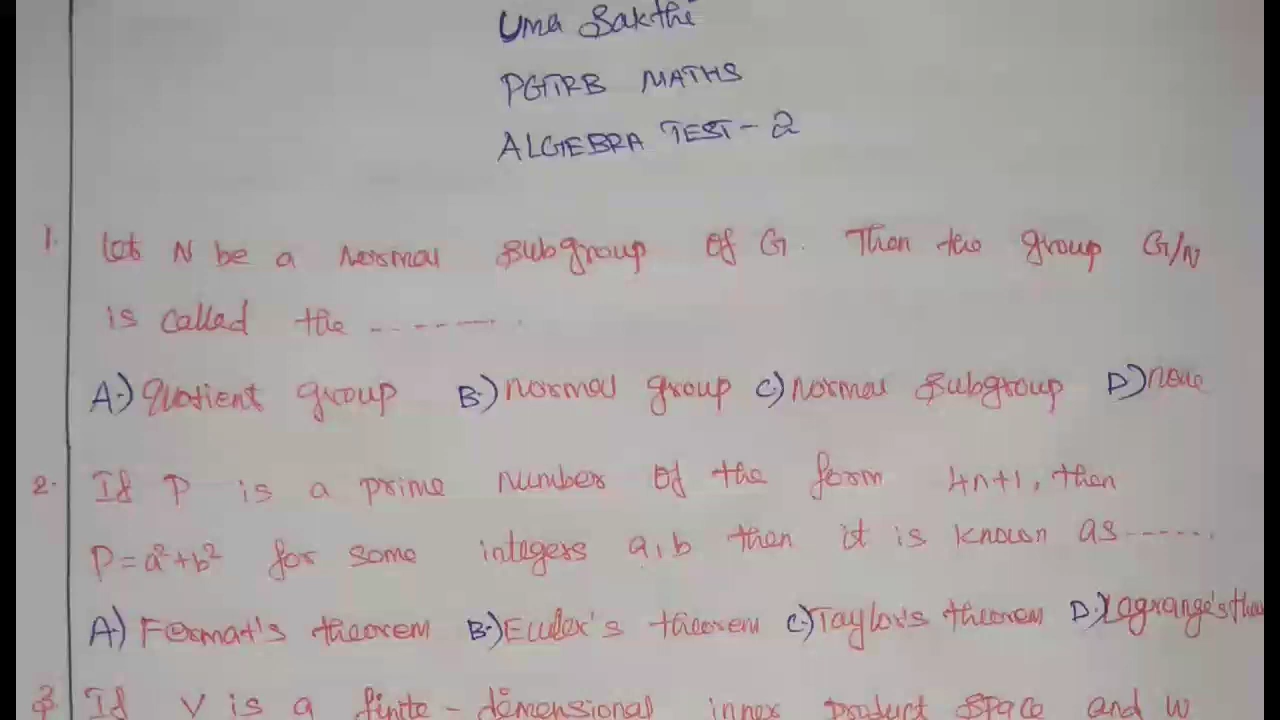 Uma Sakthi
PGTRB MATHS
ALGEBRA TEST - 2
1. Let N be a normal subgroup of G. Then the group G/N
is called the ---------.
A.) Quotient group B.) normal group C.) normal subgroup D.) none
2. If P is a prime number of the form 4n+1, then
P = a²+b² for some integers a, b then it is known as ------.
A.) Fermat's theorem B.) Euler's theorem C.) Taylor's theorem D.) Lagrange's theo
3. If V is a finite-dimensional inner product space and W